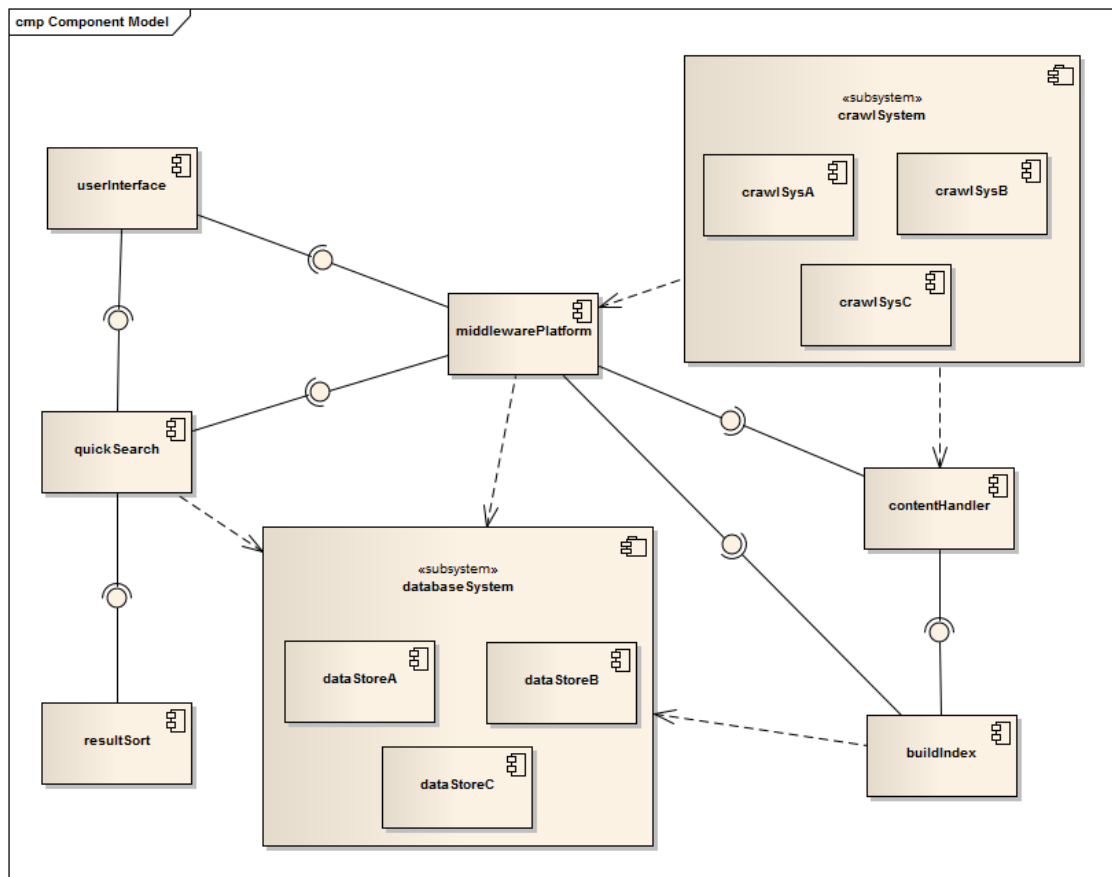 cmp Component Model
«subsystem»
crawlSystem
crawlSysA
crawlSysB
crawlSysC
userInterface
middlewarePlatform
quickSearch
contentHandler
«subsystem»
databaseSystem
dataStoreA
dataStoreB
dataStoreC
resultSort
buildIndex